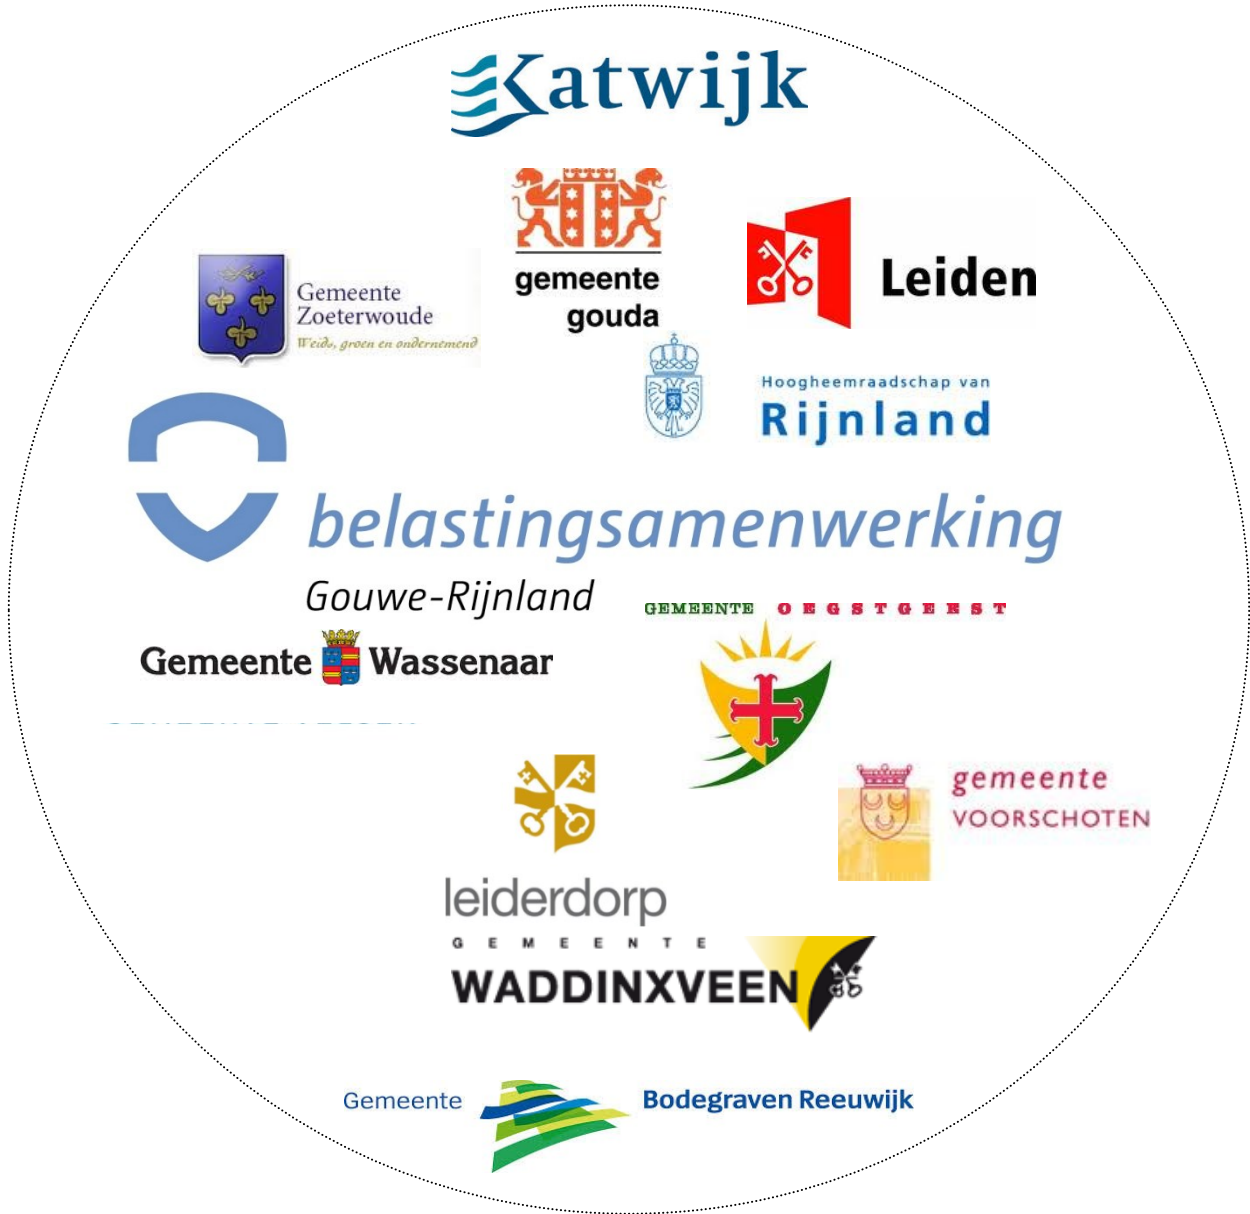 Katwijk
gemeente
gouda
Leiden
Gemeente
Zoeterwoude
Weids, groen en ondernemend
Hoogheemraadschap van
Rijnland
belastingsamenwerking
Gouwe-Rijnland
GEMEENTE OEGSTGEEST
Gemeente Wassenaar
gemeente
VOORSCHOTEN
leiderdorp
GEMEENTE
WADDINXVEEN
Gemeente Bodegraven Reeuwijk